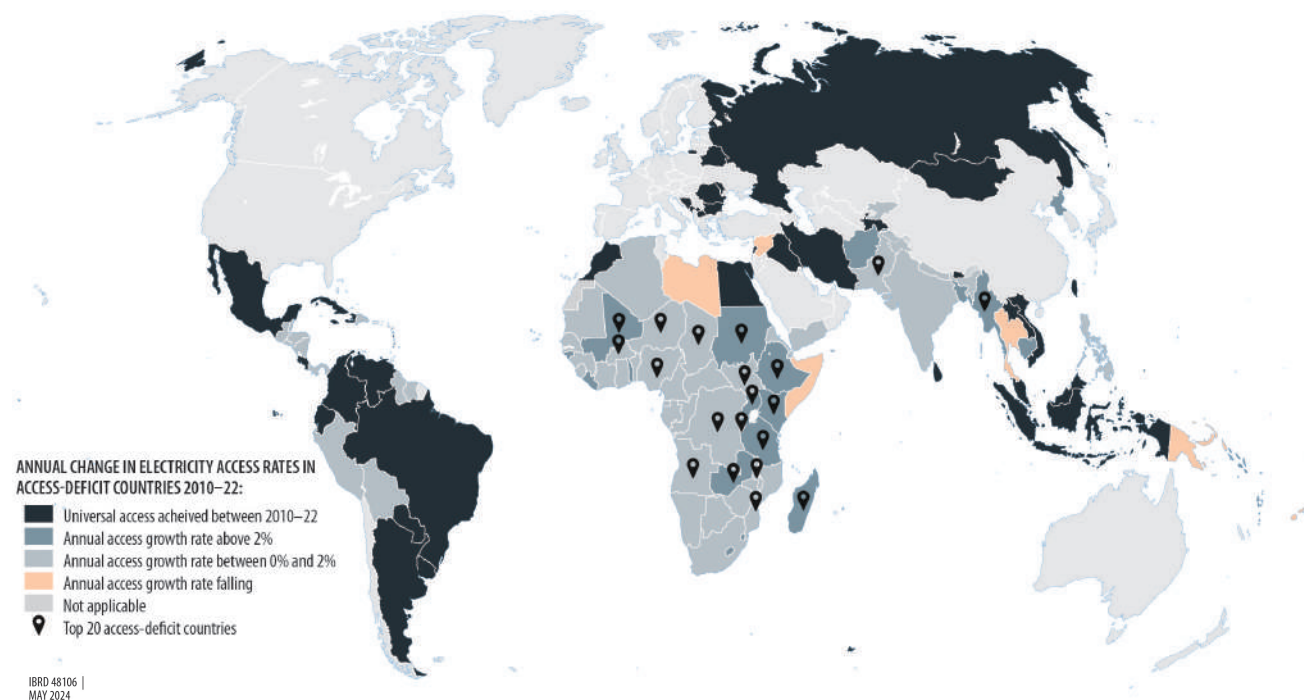 ANNUAL CHANGE IN ELECTRICITY ACCESS RATES IN
ACCESS-DEFICIT COUNTRIES 2010–22:
Universal access acheived between 2010–22
Annual access growth rate above 2%
Annual access growth rate between 0% and 2%
Annual access growth rate falling
Not applicable
Top 20 access-deficit countries
IBRD 48106 |
MAY 2024